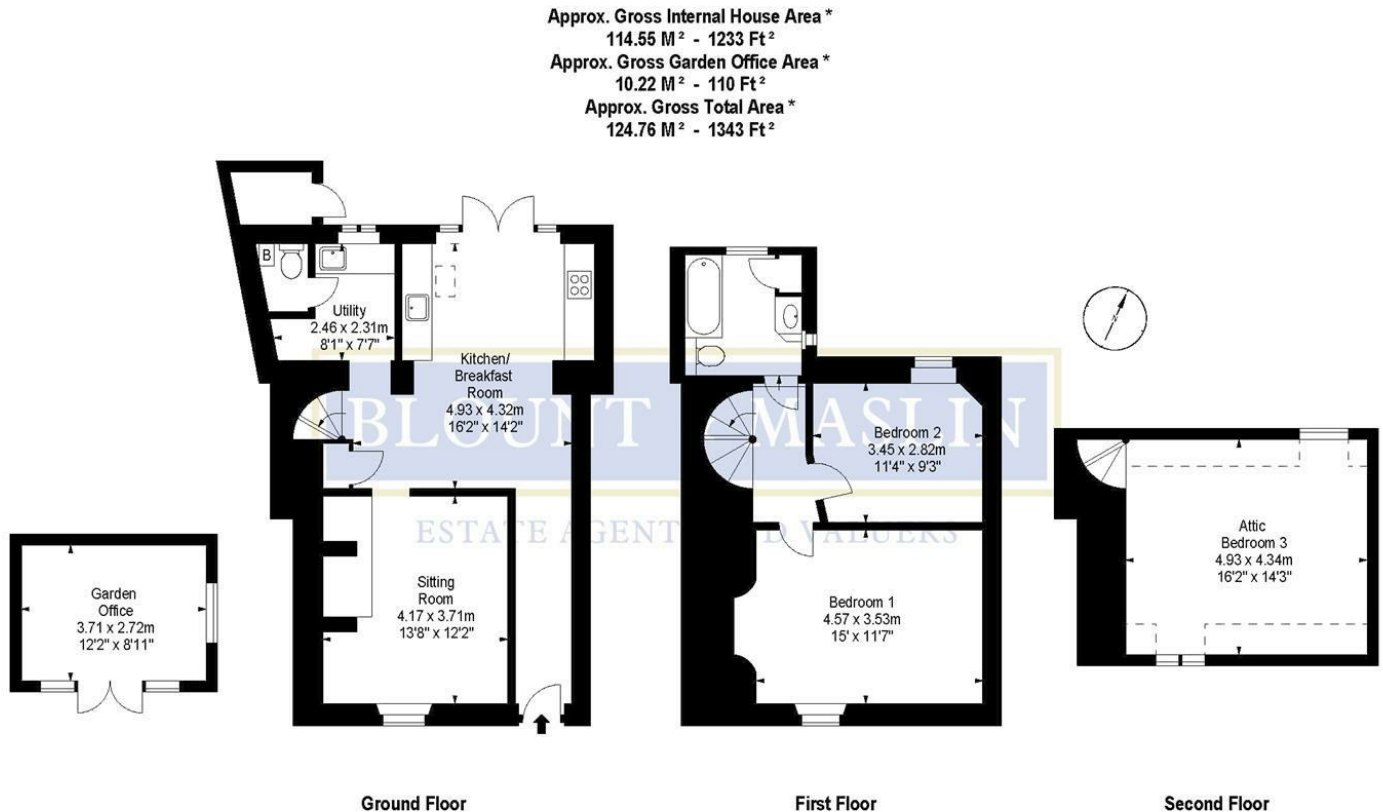 Approx. Gross Internal House Area *
114.55 M² - 1233 Ft²
Approx. Gross Garden Office Area *
10.22 M² - 110 Ft²
Approx. Gross Total Area *
124.76 M² - 1343 Ft²
B
Utility
2.46 x 2.31m
8'1" x 7'7"
Kitchen/
Breakfast
Room
4.93 x 4.32m
16'2" x 14'2"
N
BLOUNT MASLIN
ESTATE AGENT D VALUERS
Bedroom 2
3.45 x 2.82m
11'4" x 9'3"
Attic
Bedroom 3
4.93 x 4.34m
16'2" x 14'3"
Garden
Office
3.71 x 2.72m
12'2" x 8'11"
Sitting
Room
4.17 x 3.71m
13'8" x 12'2"
Bedroom 1
4.57 x 3.53m
15' x 11'7"
Ground Floor
First Floor
Second Floor